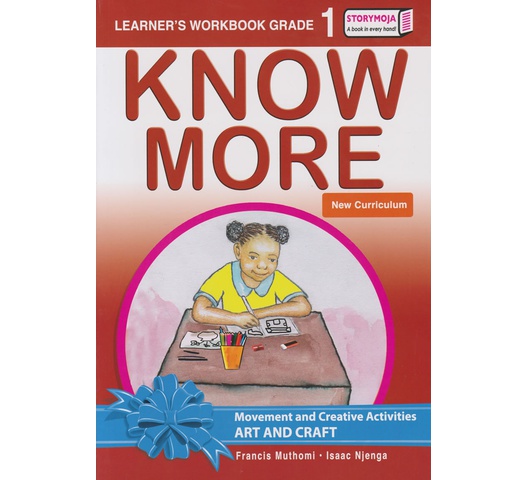 LEARNER'S WORKBOOK GRADE 1
STORYMOJA
A book in every hand!
KNOW
MORE
New Curriculum
Movement and Creative Activities
ART AND CRAFT
Francis Muthomi • Isaac Njenga